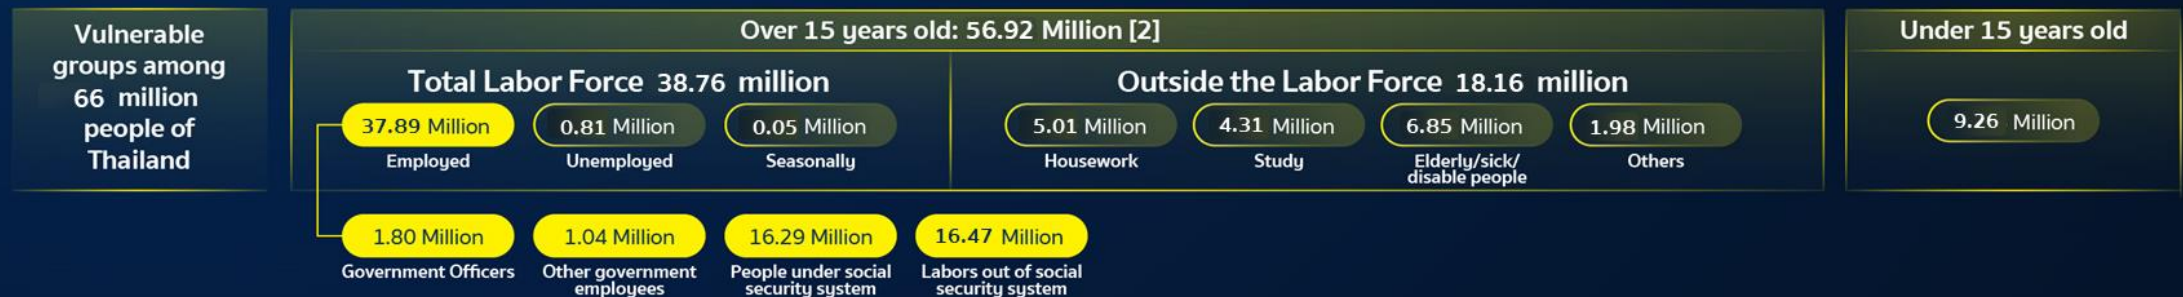 Vulnerable
groups among
66 million
people of
Thailand
Over 15 years old: 56.92 Million [2]
Total Labor Force 38.76 million
37.89 Million
Employed
0.81 Million
Unemployed
0.05 Million
Seasonally
Outside the Labor Force 18.16 million
5.01 Million
Housework
4.31 Million
Study
6.85 Million
Elderly/sick/
disable people
1.98 Million
Others
Under 15 years old
9.26 Million
1.80 Million
Government Officers
1.04 Million
Other government
employees
16.29 Million
People under social
security system
16.47 Million
Labors out of social
security system